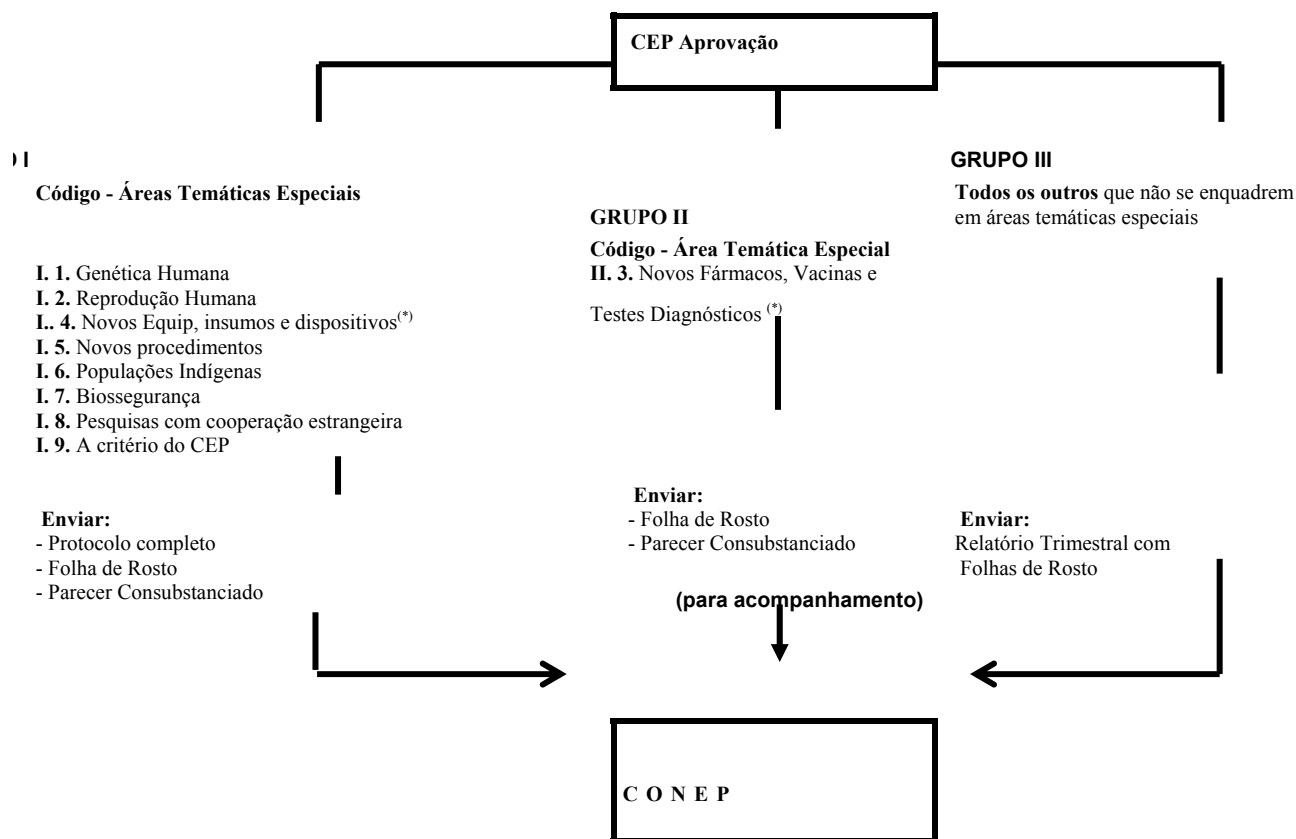 CEP Aprovação
I
Código - Áreas Temáticas Especiais
I. 1. Genética Humana
I. 2. Reprodução Humana
I.. 4. Novos Equip, insumos e dispositivos(*)
I. 5. Novos procedimentos
I. 6. Populações Indígenas
I. 7. Biossegurança
I. 8. Pesquisas com cooperação estrangeira
I. 9. A critério do CEP
Enviar:
- Protocolo completo
- Folha de Rosto
- Parecer Consubstanciado
GRUPO II
Código - Área Temática Especial
II. 3. Novos Fármacos, Vacinas e
Testes Diagnósticos (*)
Enviar:
- Folha de Rosto
- Parecer Consubstanciado
(para acompanhamento)
GRUPO III
Todos os outros que não se enquadrem
em áreas temáticas especiais
Enviar:
Relatório Trimestral com
Folhas de Rosto
C O N E P